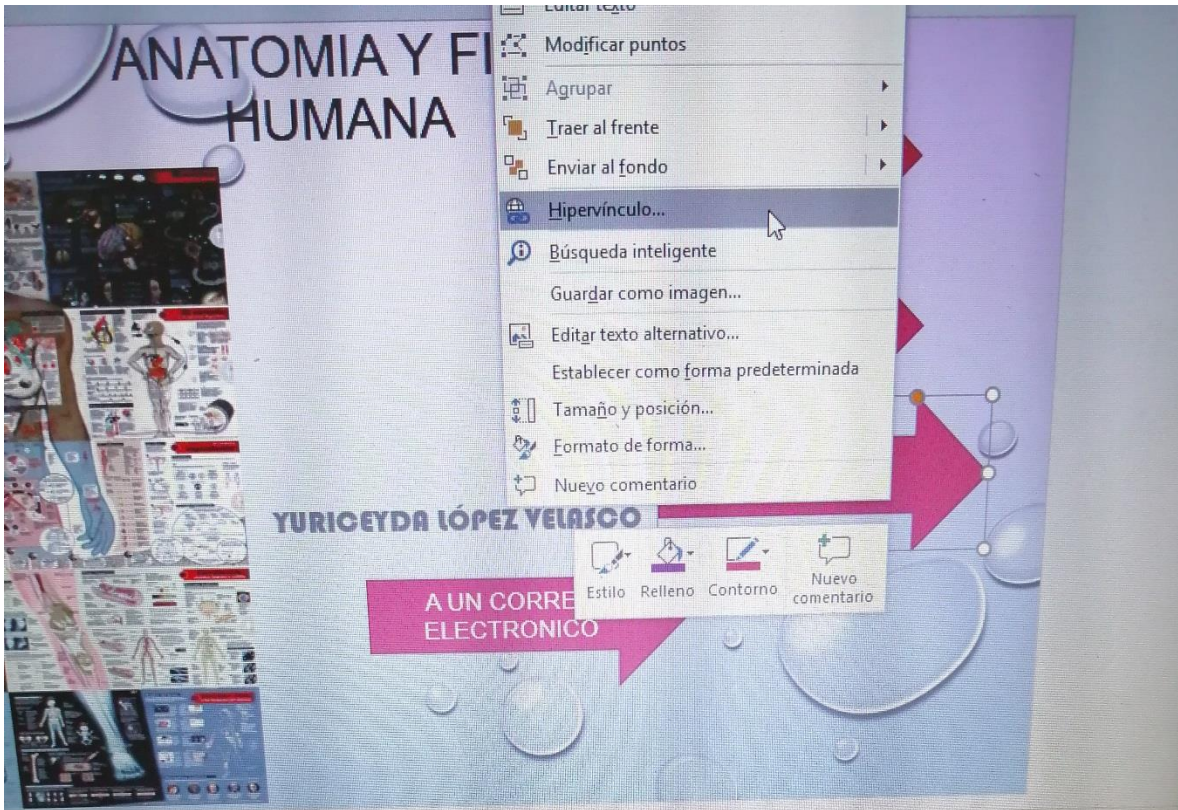 Editar texto
ANATOMIA Y FI
HUMANA
Modificar puntos
Agrupar
Traer al frente
Enviar al fondo
Hipervínculo...
Búsqueda inteligente
Guardar como imagen...
Editar texto alternativo...
Establecer como forma predeterminada
Tamaño y posición...
Formato de forma...
Nuevo comentario
YURICEYDA LÓPEZ VELASCO
A UN CORRE
ELECTRONICO
Estilo
Relleno
Contorno
Nuevo
comentario